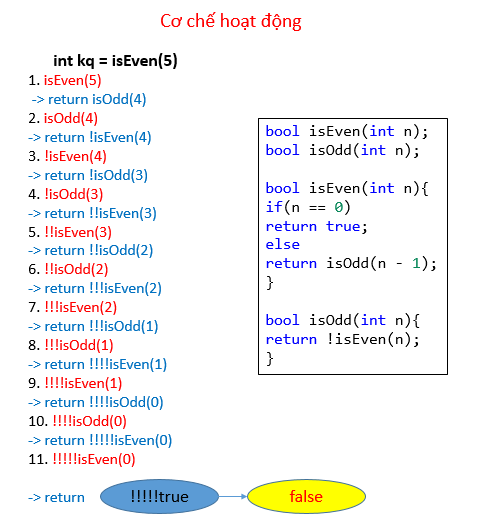 Cơ chế hoạt động
int kq = isEven(5)
1. isEven(5)
-> return isOdd(4)
2. isOdd(4)
-> return !isEven(4)
3. !isEven(4)
-> return !isOdd(3)
4. !isOdd(3)
-> return !!isEven(3)
5. !!isEven(3)
-> return !!isOdd(2)
6. !!isOdd(2)
-> return !!!isEven(2)
7. !!!isEven(2)
-> return !!!isOdd(1)
8. !!!isOdd(1)
-> return !!!!isEven(1)
9. !!!!isEven(1)
-> return !!!!isOdd(0)
10. !!!!isOdd(0)
-> return !!!!!isEven(0)
11. !!!!!isEven(0)
-> return !!!!!true false
bool isEven(int n);
bool isOdd(int n);
bool isEven(int n){
if(n == 0)
return true;
else
return isOdd(n - 1);
}
bool isOdd(int n){
return !isEven(n);
}